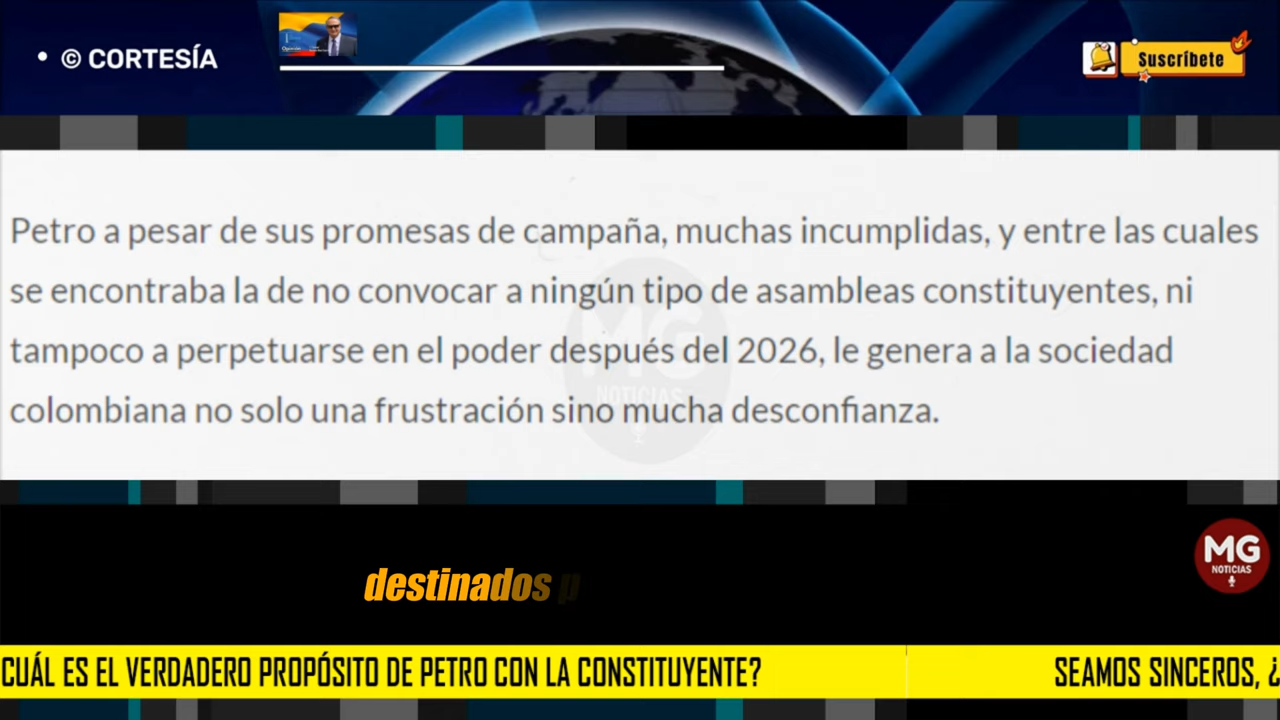 • © CORTESÍA
Opinión
Suscríbete
Petro a pesar de sus promesas de campaña, muchas incumplidas, y entre las cuales
se encontraba la de no convocar a ningún tipo de asambleas constituyentes, ni
tampoco a perpetuarse en el poder después del 2026, le genera a la sociedad
colombiana no solo una frustración sino mucha desconfianza.
MG
NOTICIAS
destinados p
MG
NOTICIAS
CUÁL ES EL VERDADERO PROPÓSITO DE PETRO CON LA CONSTITUYENTE?
SEAMOS SINCEROS, ¿